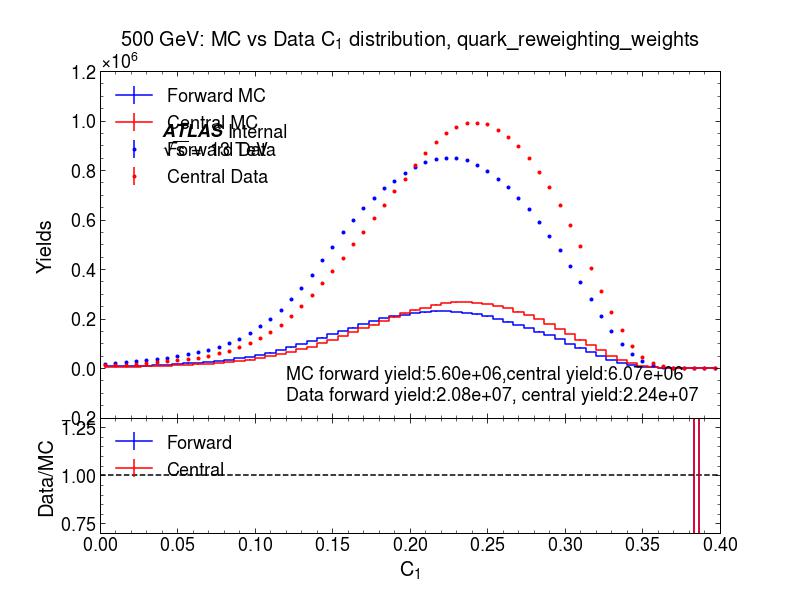 500 GeV: MC vs Data C₁ distribution, quark_reweighting_weights
×10⁶
1.2
1.0
0.8
0.6
0.4
0.2
0.0
0.2
Yields
Forward MC
Central MC
ATLAS Internal
√s = 13 TeV
Forward Data
Central Data
MC forward yield:5.60e+06,central yield:6.07e+06
Data forward yield:2.08e+07, central yield:2.24e+07
1.25
1.00
0.75
Data/MC
Forward
Central
0.00 0.05 0.10 0.15 0.20 0.25 0.30 0.35 0.40
C₁